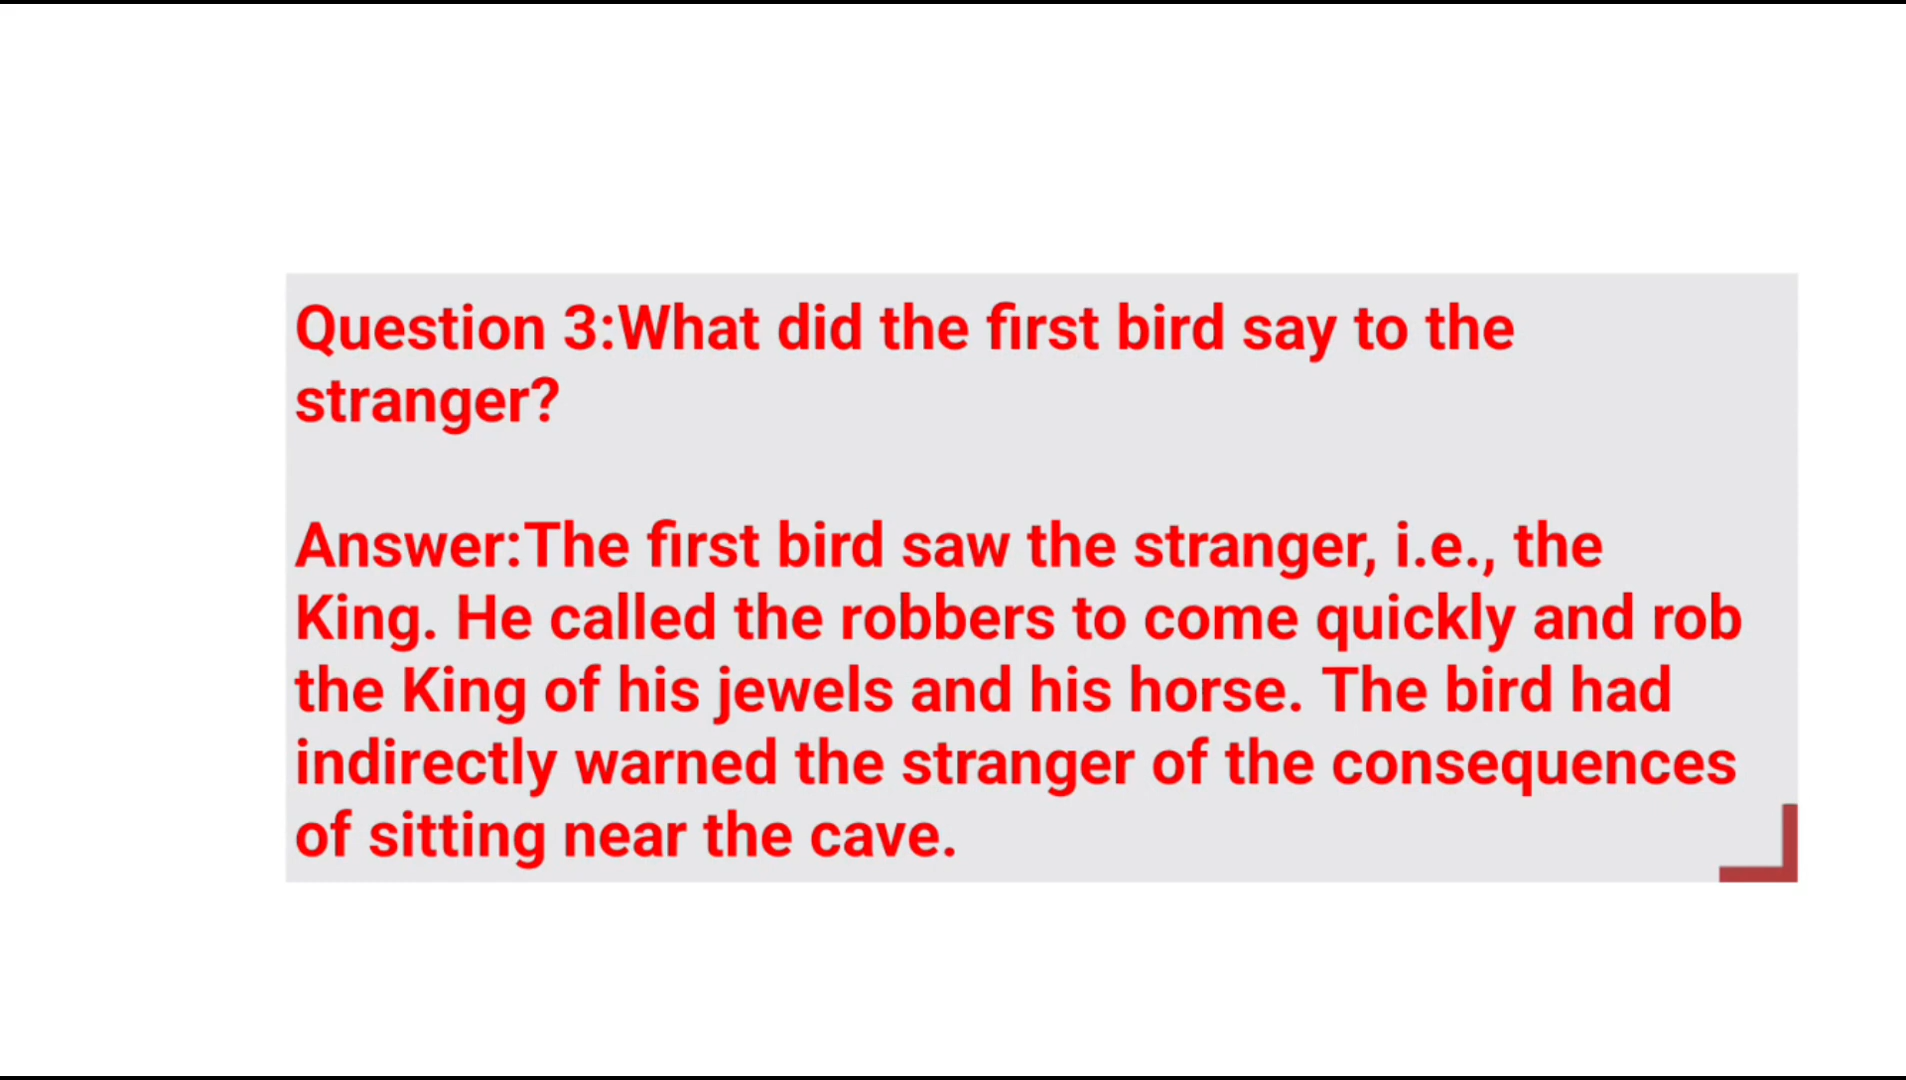 Question 3:What did the first bird say to the
stranger?
Answer:The first bird saw the stranger, i.e., the
King. He called the robbers to come quickly and rob
the King of his jewels and his horse. The bird had
indirectly warned the stranger of the consequences
of sitting near the cave.